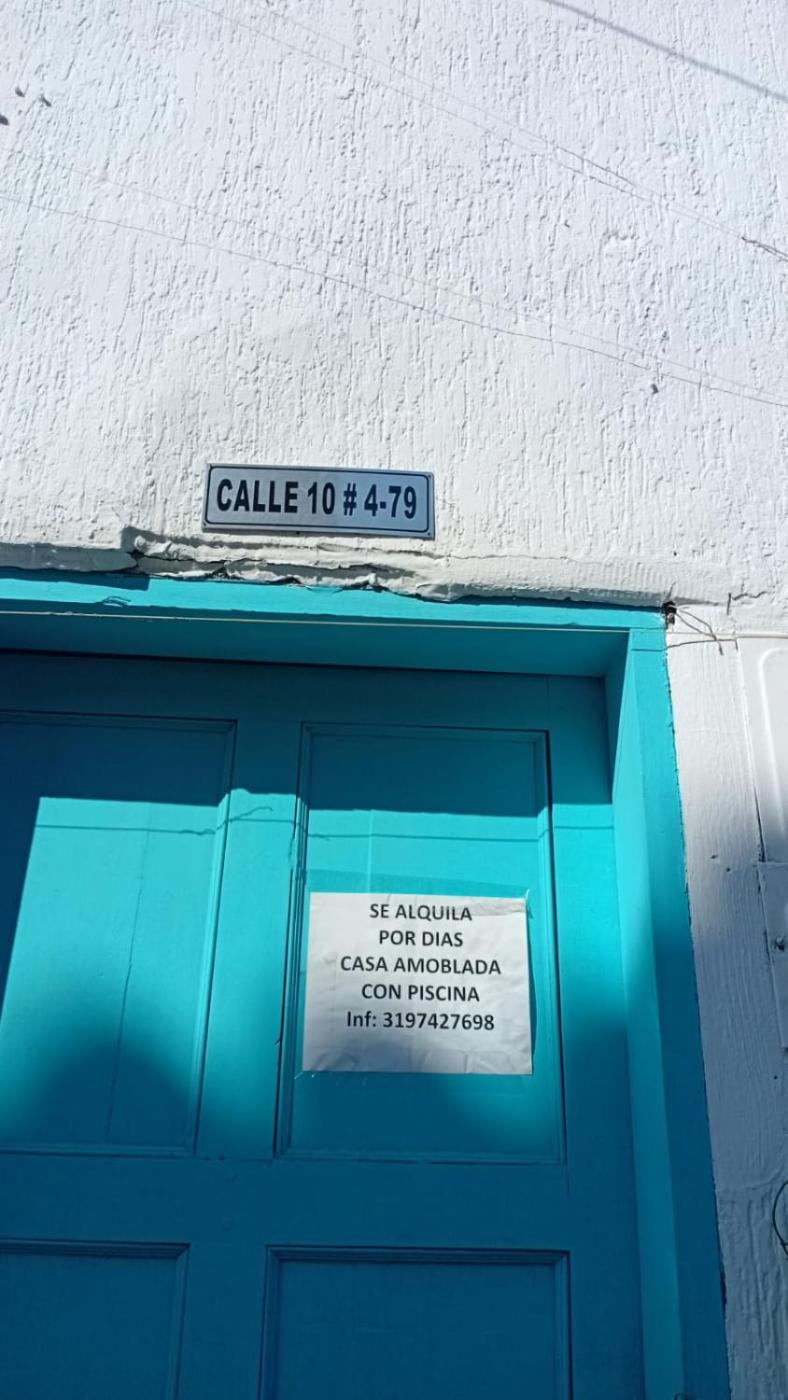 CALLE 10 # 4-79
SE ALQUILA
POR DIAS
CASA AMOBLADA
CON PISCINA
Inf: 3197427698